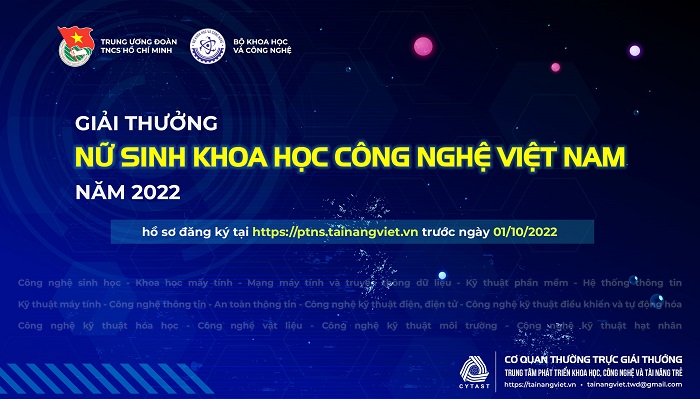 TRUNG ƯƠNG ĐOÀN
TNCS HỒ CHÍ MINH
BỘ KHOA HỌC
VÀ CÔNG NGHỆ
GIẢI THƯỞNG
NỮ SINH KHOA HỌC CÔNG NGHỆ VIỆT NAM
NĂM 2022
hồ sơ đăng ký tại https://ptns.tainangviet.vn trước ngày 01/10/2022
Công nghệ sinh học - Khoa học máy tính - Mạng máy tính và truyền thông dữ liệu - Kỹ thuật phần mềm - Hệ thống thông tin
Kỹ thuật máy tính - Công nghệ thông tin - An toàn thông tin - Công nghệ kỹ thuật điện, điện tử - Công nghệ kỹ thuật điều khiển và tự động hóa
Công nghệ kỹ thuật hóa học - Công nghệ vật liệu - Công nghệ kỹ thuật môi trường - Công nghệ kỹ thuật hạt nhân
CYTAST
CƠ QUAN THƯỜNG TRỰC GIẢI THƯỞNG
TRUNG TÂM PHÁT TRIỂN KHOA HỌC, CÔNG NGHỆ VÀ TÀI NĂNG TRẺ
https://tainangviet.vn • tainangviet.twd@gmail.com